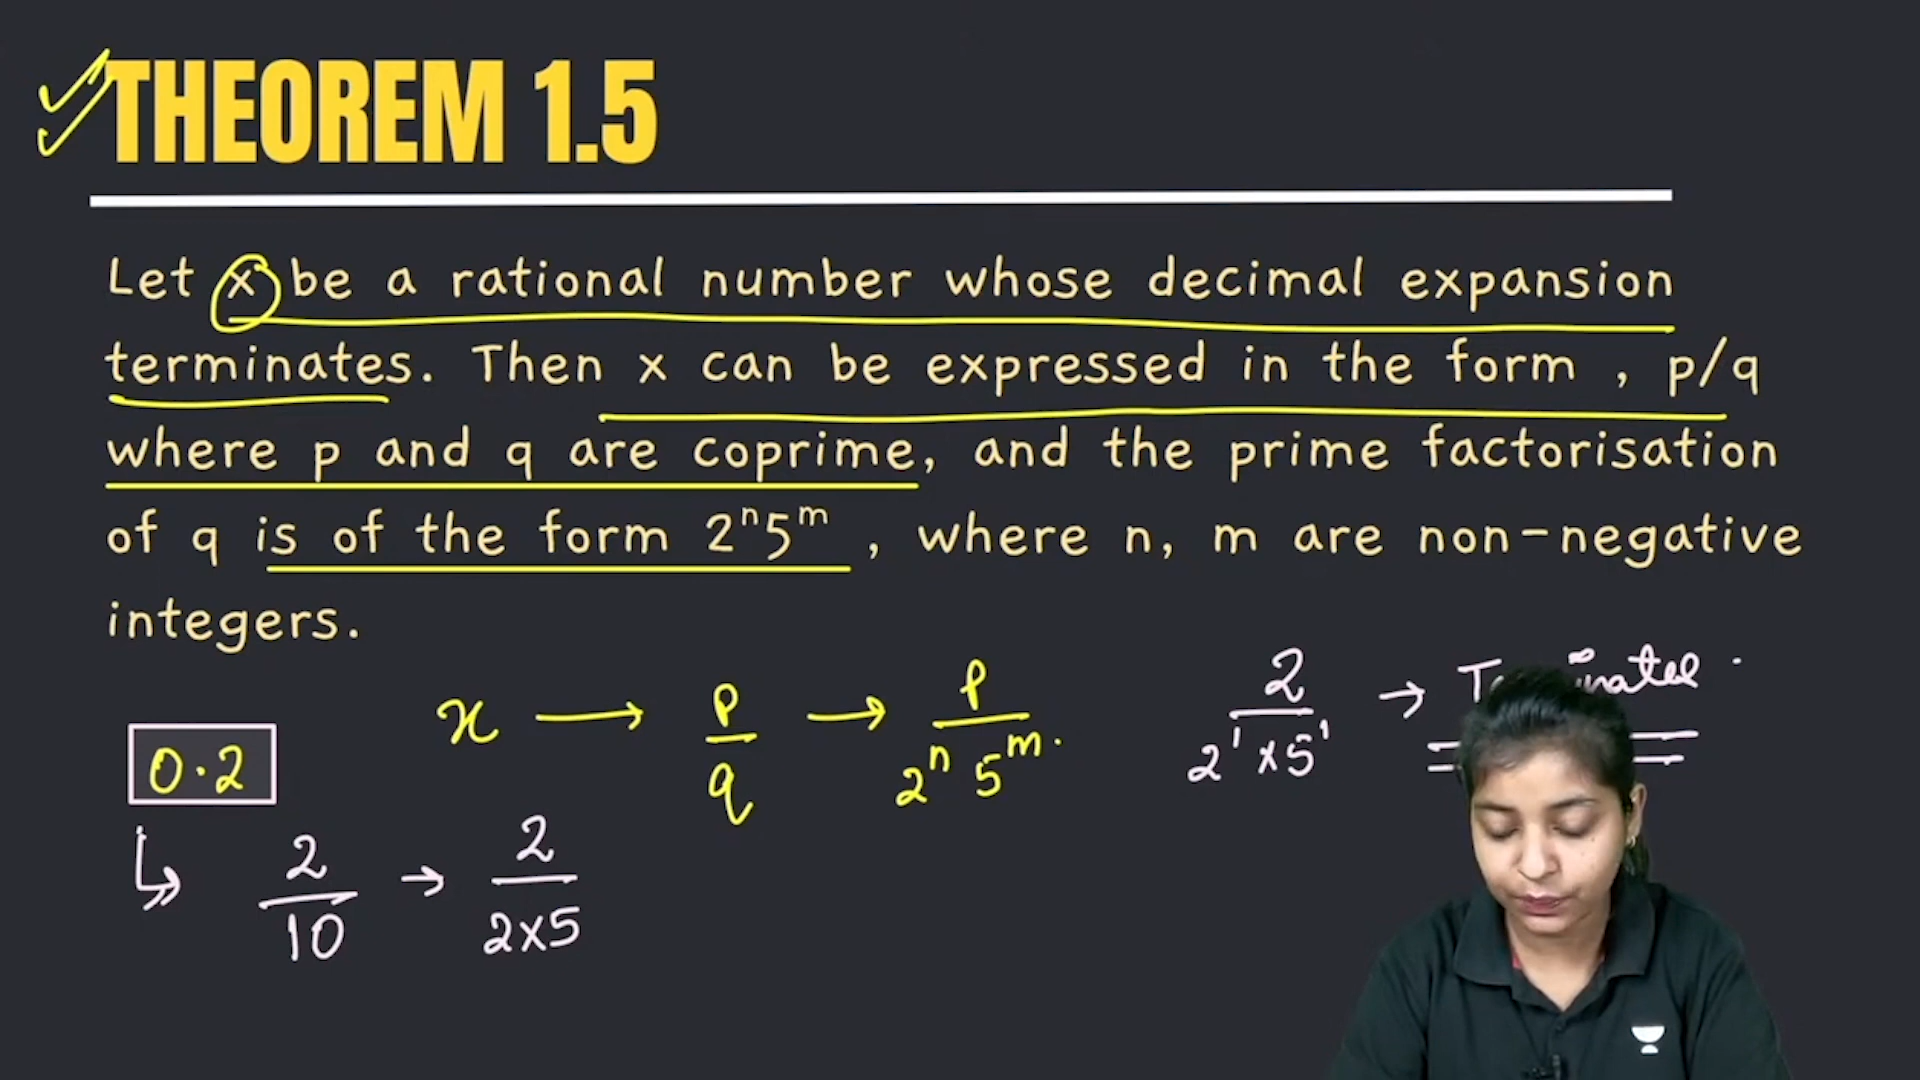 THEOREM 1.5
Let x be a rational number whose decimal expansion
terminates. Then x can be expressed in the form , p/q
where p and q are coprime, and the prime factorisation
of q is of the form 2ⁿ5ᵐ , where n, m are non-negative
integers.
x → p/q → p/2ⁿ 5ᵐ.
2/2¹×5¹ →
0.2
↳ 2/10 → 2/2×5